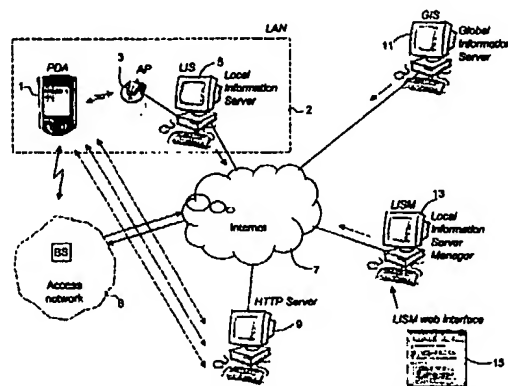 LAN
PDA
1
3
AP
LIS
5
Local
Information
Server
2
GIS
11
Global
Information
Server
Internet
7
LISM
13
Local
Information
Server
Manager
BS
Access
network
8
HTTP Server
9
LISM web Interface
15